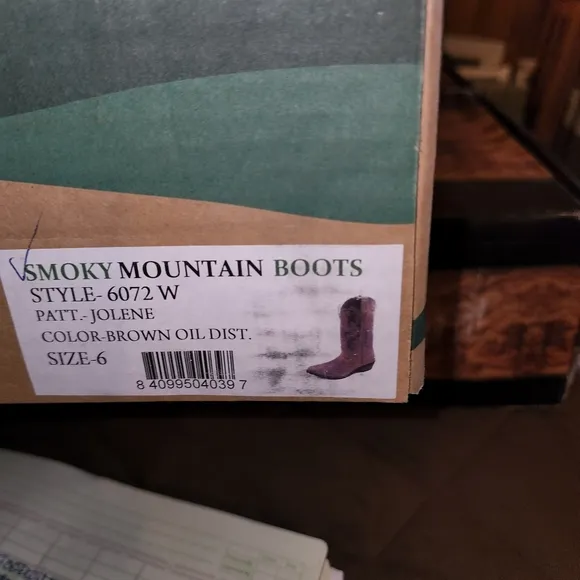 SMOKY MOUNTAIN BOOTS
STYLE- 6072 W
PATT.-JOLENE
COLOR-BROWN OIL DIST.
SIZE-6
8 40995 04039 7